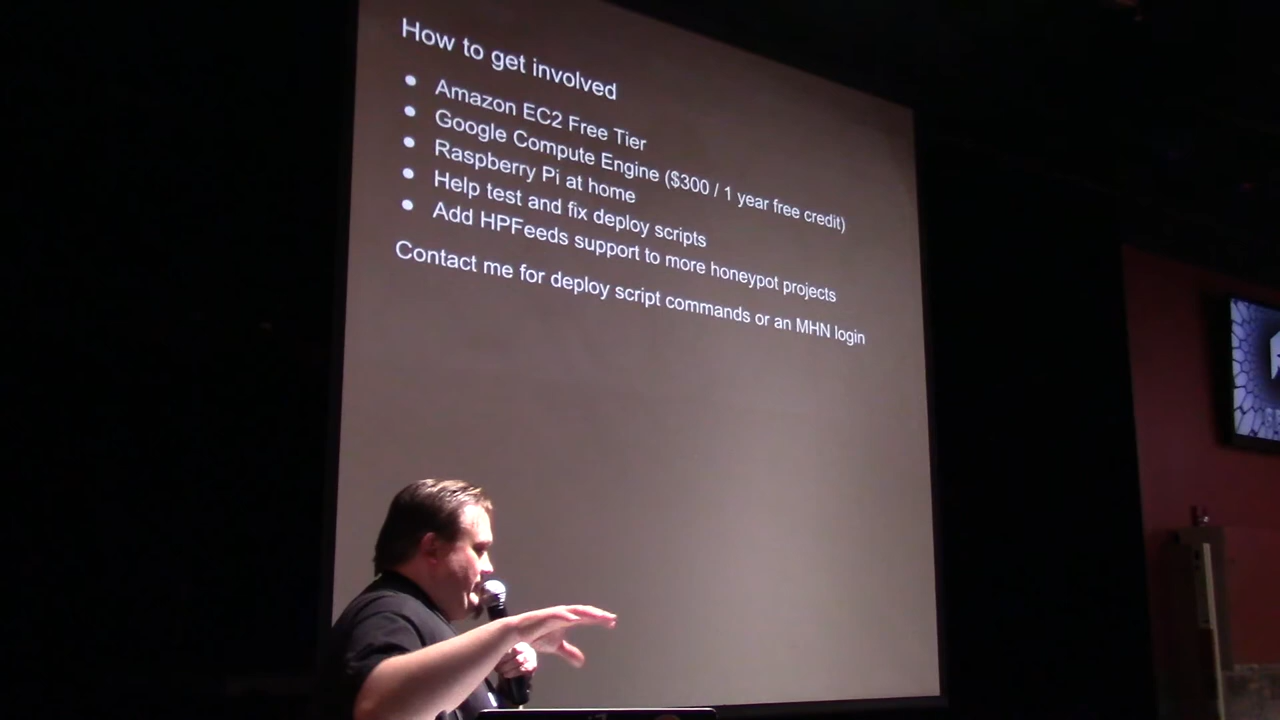 How to get involved
● Amazon EC2 Free Tier
● Google Compute Engine ($300 / 1 year free credit)
● Raspberry Pi at home
● Help test and fix deploy scripts
● Add HPFeeds support to more honeypot projects
Contact me for deploy script commands or an MHN login